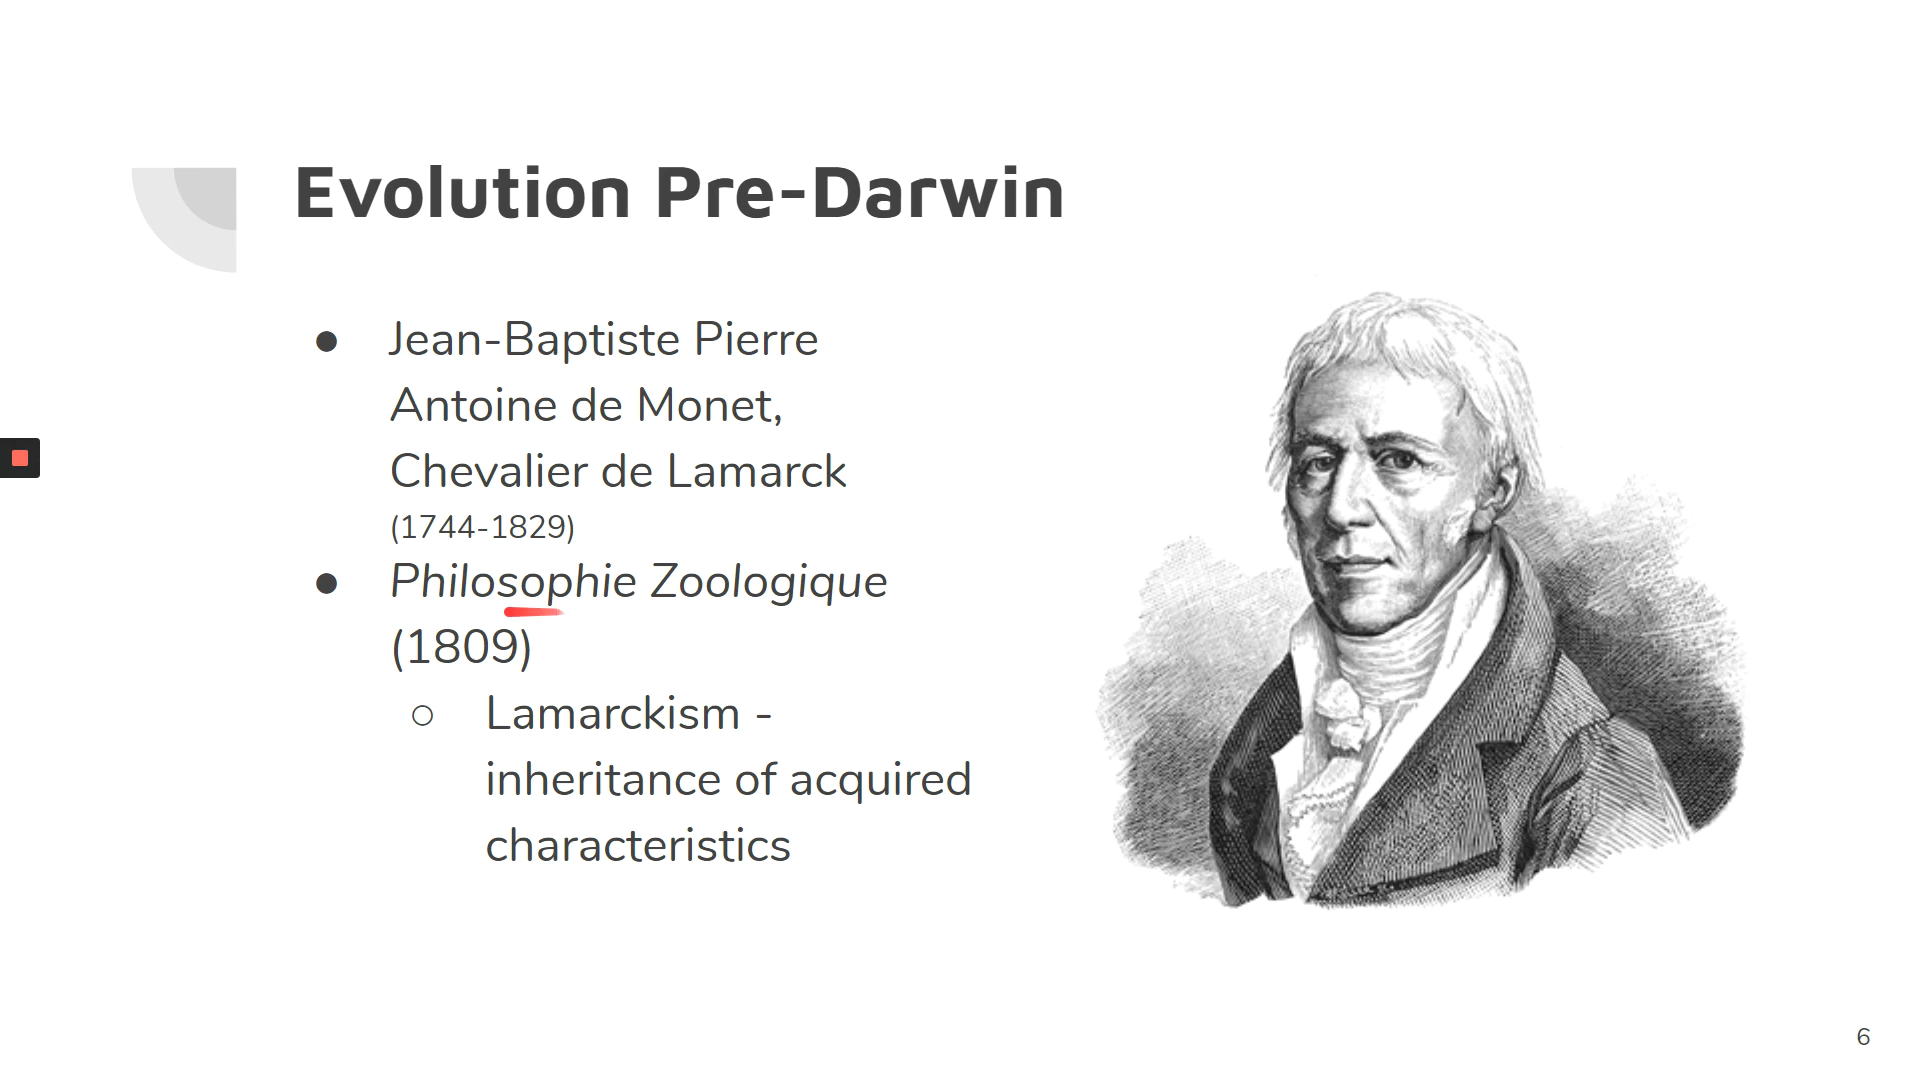 Evolution Pre-Darwin
● Jean-Baptiste Pierre
Antoine de Monet,
Chevalier de Lamarck
(1744-1829)
● Philosophie Zoologique
(1809)
○ Lamarckism -
inheritance of acquired
characteristics
6